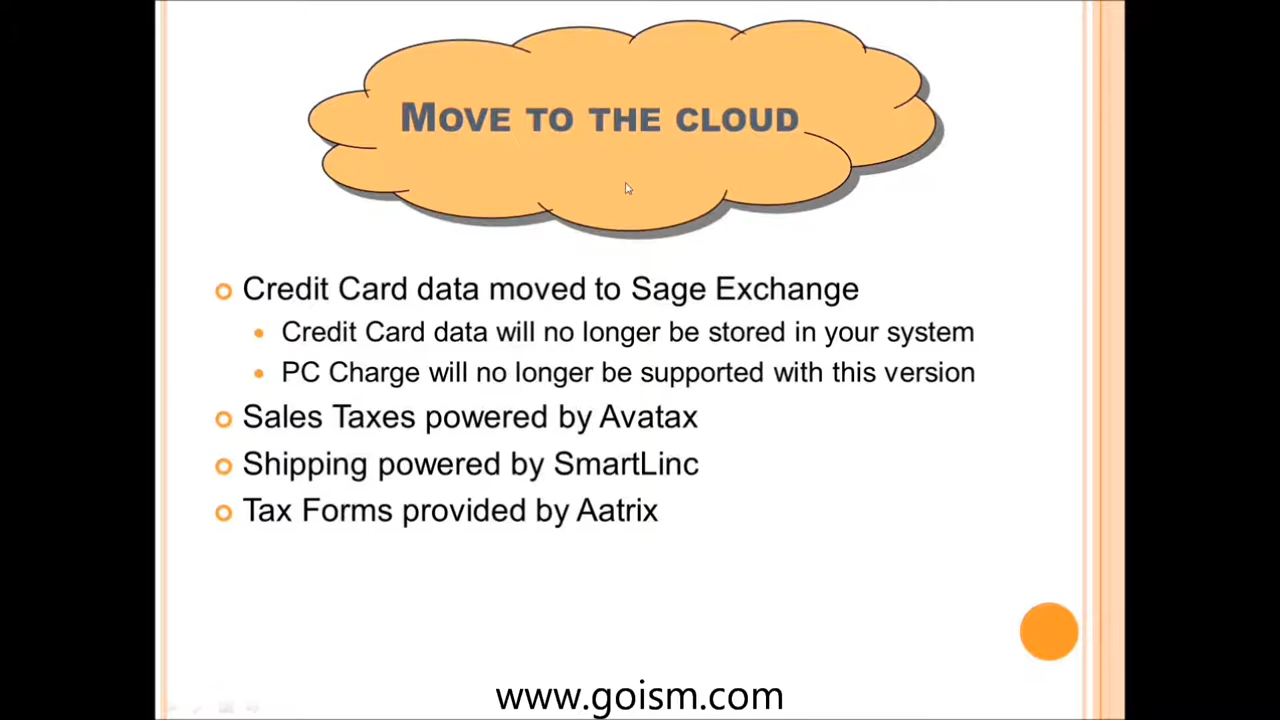 Move to the cloud
Credit Card data moved to Sage Exchange
Credit Card data will no longer be stored in your system
PC Charge will no longer be supported with this version
Sales Taxes powered by Avatax
Shipping powered by SmartLinc
Tax Forms provided by Aatrix
www.goism.com